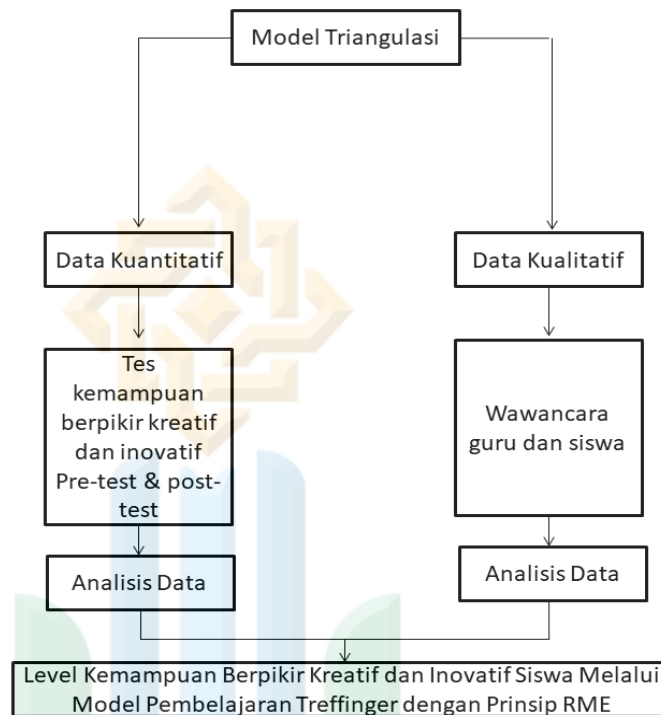 Model Triangulasi
Data Kuantitatif
Data Kualitatif
Tes
kemampuan
berpikir kreatif
dan inovatif
Pre-test & post-
test
Wawancara
guru dan siswa
Analisis Data
Analisis Data
Level Kemampuan Berpikir Kreatif dan Inovatif Siswa Melalui
Model Pembelajaran Treffinger dengan Prinsip RME